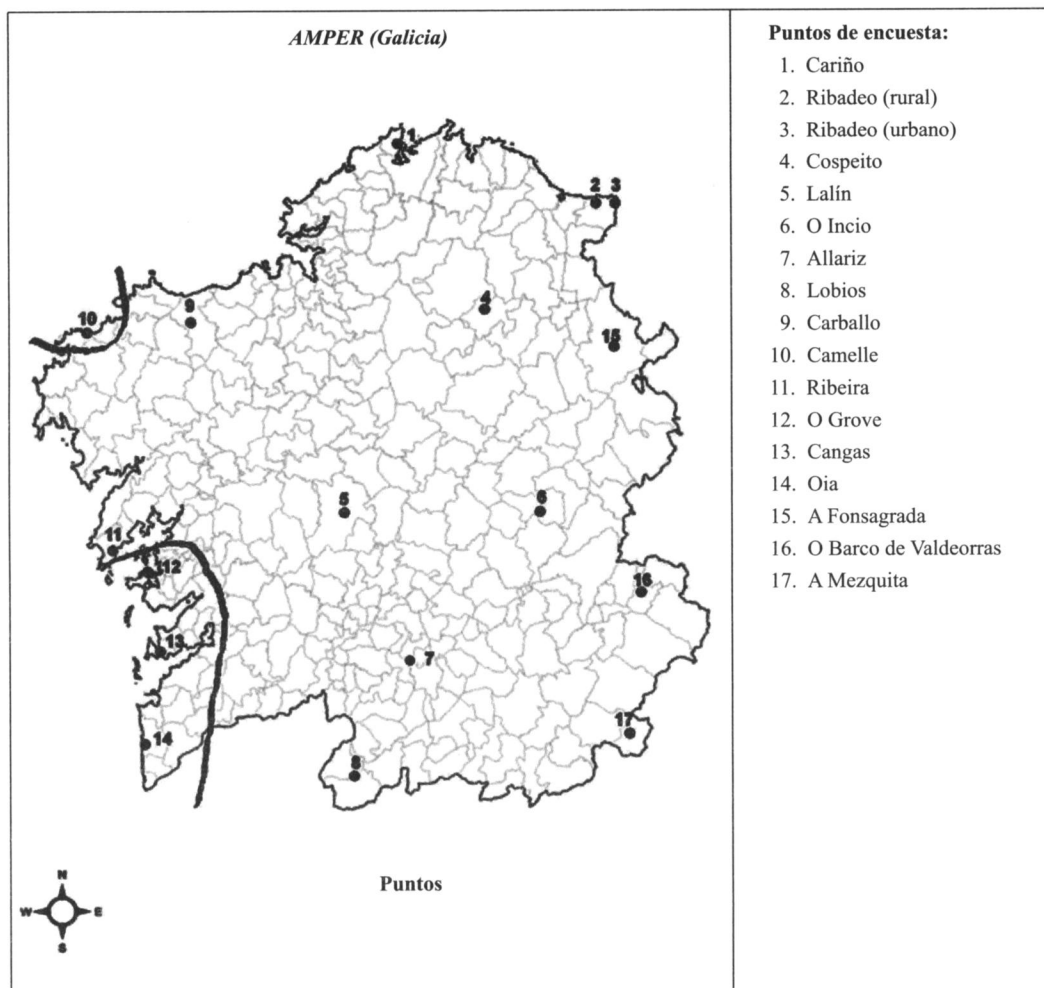 AMPER (Galicia)
1
2 3
4
15
9
10
5
6
11
12
16
13
7
17
14
8
N
W E
S
Puntos
Puntos de encuesta:
1. Cariño
2. Ribadeo (rural)
3. Ribadeo (urbano)
4. Cospeito
5. Lalín
6. O Incio
7. Allariz
8. Lobios
9. Carballo
10. Camelle
11. Ribeira
12. O Grove
13. Cangas
14. Oia
15. A Fonsagrada
16. O Barco de Valdeorras
17. A Mezquita